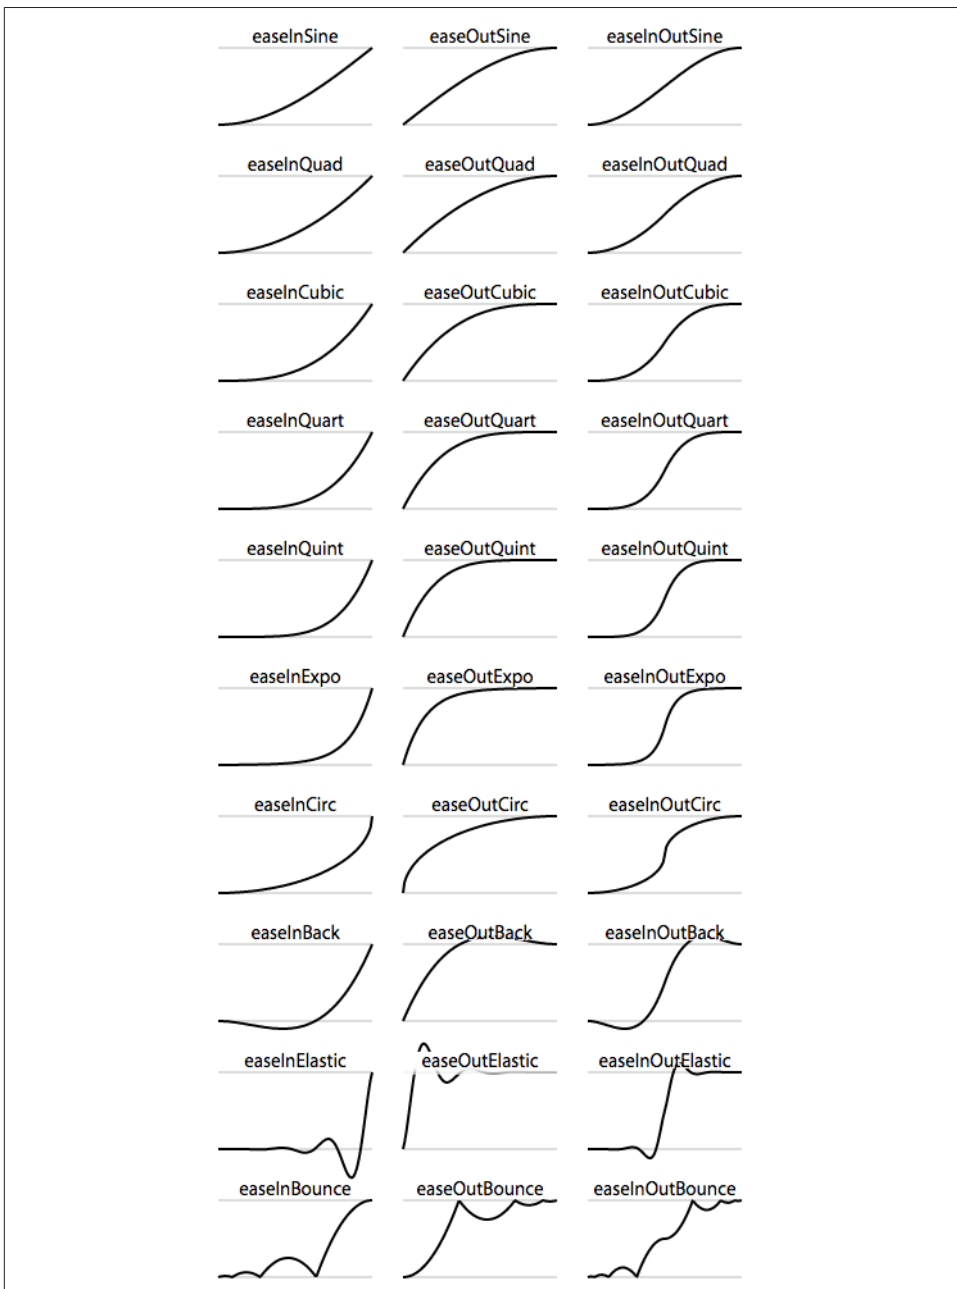 easeInSine easeOutSine easeInOutSine
easeInQuad easeOutQuad easeInOutQuad
easeInCubic easeOutCubic easeInOutCubic
easeInQuart easeOutQuart easeInOutQuart
easeInQuint easeOutQuint easeInOutQuint
easeInExpo easeOutExpo easeInOutExpo
easeInCirc easeOutCirc easeInOutCirc
easeInBack easeOutBack easeInOutBack
easeInElastic easeOutElastic easeInOutElastic
easeInBounce easeOutBounce easeInOutBounce